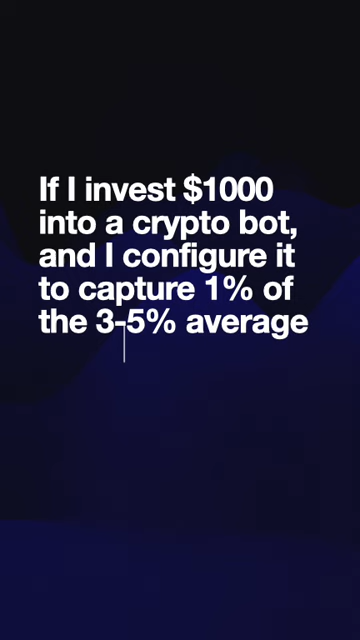 If I invest $1000
into a crypto bot,
and I configure it
to capture 1% of
the 3-5% average